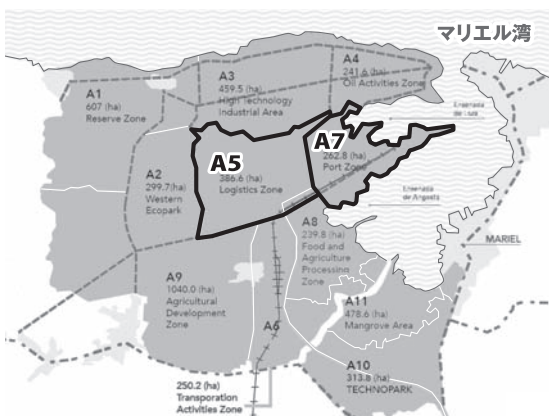 マリエル湾
A1
607 (ha)
Reserve Zone
A3
459.5 (ha)
High Technology
Industrial Area
A4
241.6 (ha)
Oil Activities Zone
A2
299.7(ha)
Western
Ecopark
A5
386.6 (ha)
Logistics Zone
A7
262.8 (ha)
Port Zone
Ensenada
Ensenada
de Angosta
MARIEL
A8
239.8 (ha)
Food and
Agriculture
Processing
Zone
A9
1040.0 (ha)
Agricultural
Development
Zone
A6
A11
478.6 (ha)
Mangrove Area
A10
313.8 (ha)
TECHNOPARK
250.2 (ha)
Transporation
Activities Zone